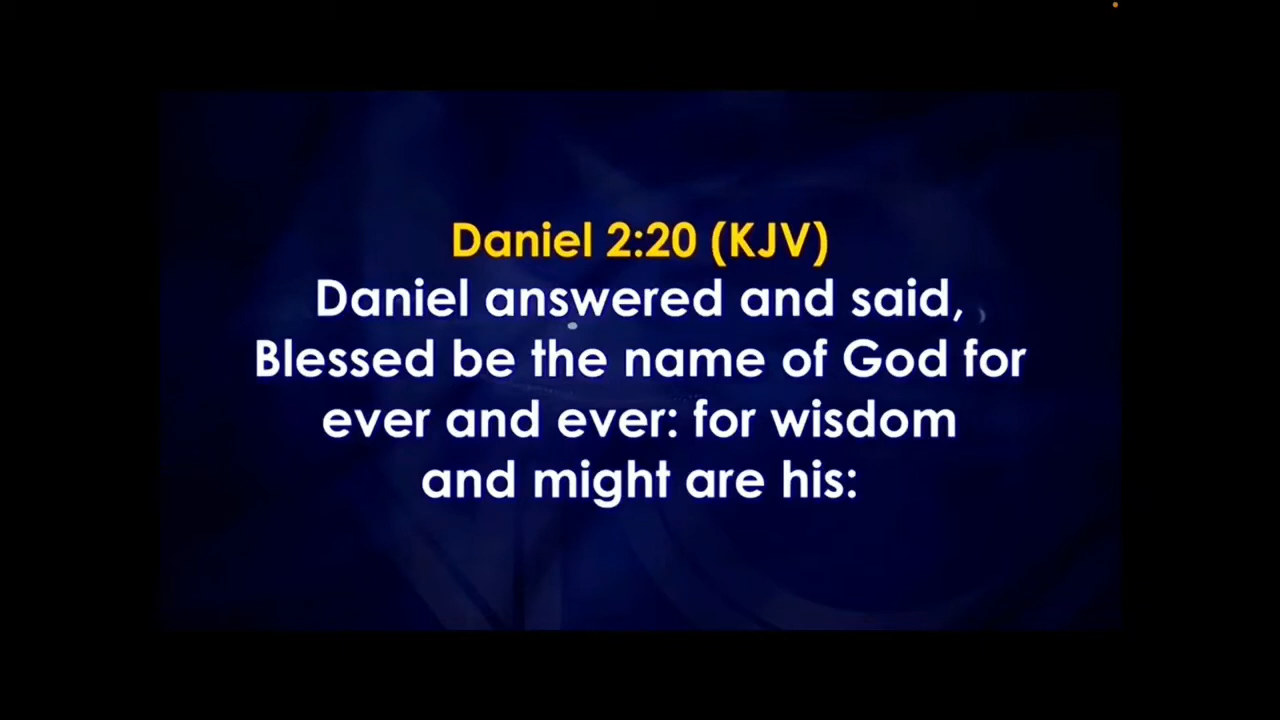 Daniel 2:20 (KJV)
Daniel answered and said,
Blessed be the name of God for
ever and ever: for wisdom
and might are his: